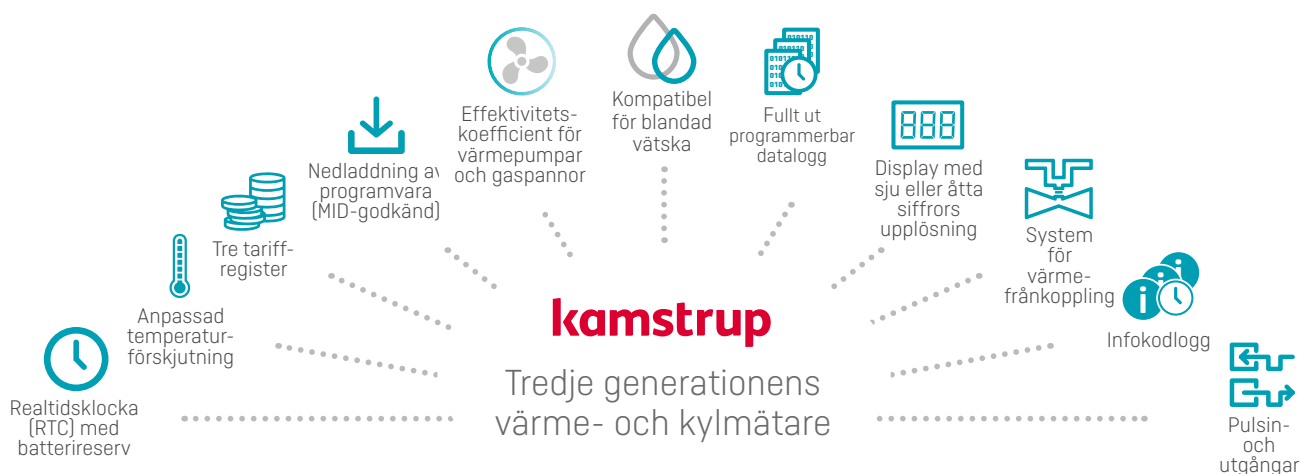 Realtidsklocka
(RTC) med
batterireserv
Anpassad
temperatur-
förskjutning
Tre tariff-
register
Nedladdning av
programvara
(MID-godkänd)
Effektivitets-
koefficient för
värmepumpar
och gaspannor
Kompatibel
för blandad
vätska
Fullt ut
programmerbar
datalogg
888
Display med
sju eller åtta
siffrors
upplösning
System
för
värme-
frånkoppling
Infokodlogg
Pulsin-
och
utgångar
kamstrup
Tredje generationens
värme- och kylmätare